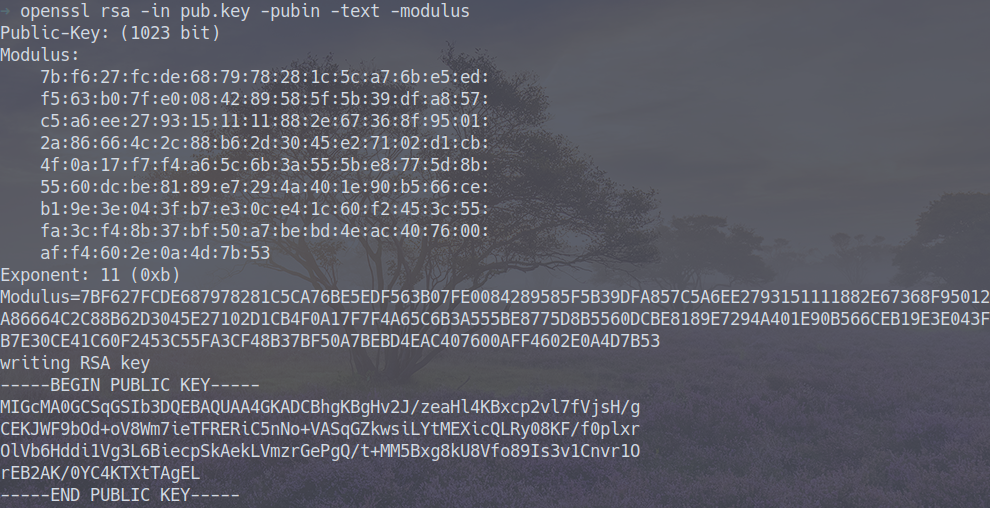 → openssl rsa -in pub.key -pubin -text -modulus
Public-Key: (1023 bit)
Modulus:
    7b:f6:27:fc:de:68:79:78:28:1c:5c:a7:6b:e5:ed:
    f5:63:b0:7f:e0:08:42:89:58:5f:5b:39:df:a8:57:
    c5:a6:ee:27:93:15:11:11:88:2e:67:36:8f:95:01:
    2a:86:66:4c:2c:88:b6:2d:30:45:e2:71:02:d1:cb:
    4f:0a:17:f7:f4:a6:5c:6b:3a:55:5b:e8:77:5d:8b:
    55:60:dc:be:81:89:e7:29:4a:40:1e:90:b5:66:ce:
    b1:9e:3e:04:3f:b7:e3:0c:e4:1c:60:f2:45:3c:55:
    fa:3c:f4:8b:37:bf:50:a7:be:bd:4e:ac:40:76:00:
    af:f4:60:2e:0a:4d:7b:53
Exponent: 11 (0xb)
Modulus=7BF627FCDE687978281C5CA76BE5EDF563B07FE0084289585F5B39DFA857C5A6EE2793151111882E67368F95012
A86664C2C88B62D3045E27102D1CB4F0A17F7F4A65C6B3A555BE8775D8B5560DCBE8189E7294A401E90B566CEB19E3E043F
B7E30CE41C60F2453C55FA3CF48B37BF50A7BEBD4EAC407600AFF4602E0A4D7B53
writing RSA key
-----BEGIN PUBLIC KEY-----
MIGcMA0GCSqGSIb3DQEBAQUAA4GKADCBhgKBgHv2J/zeaHl4KBxcp2vl7fVjsH/g
CEKJWF9bOd+oV8Wm7ieTFRERiC5nNo+VASqGZkwsiLYtMEXicQLRy08KF/f0plxr
OlVb6Hddi1Vg3L6BiecpSkAekLVmzrGePgQ/t+MM5Bxg8kU8Vfo89Is3v1Cnvr1O
rEB2AK/0YC4KTXtTAgEL
-----END PUBLIC KEY-----